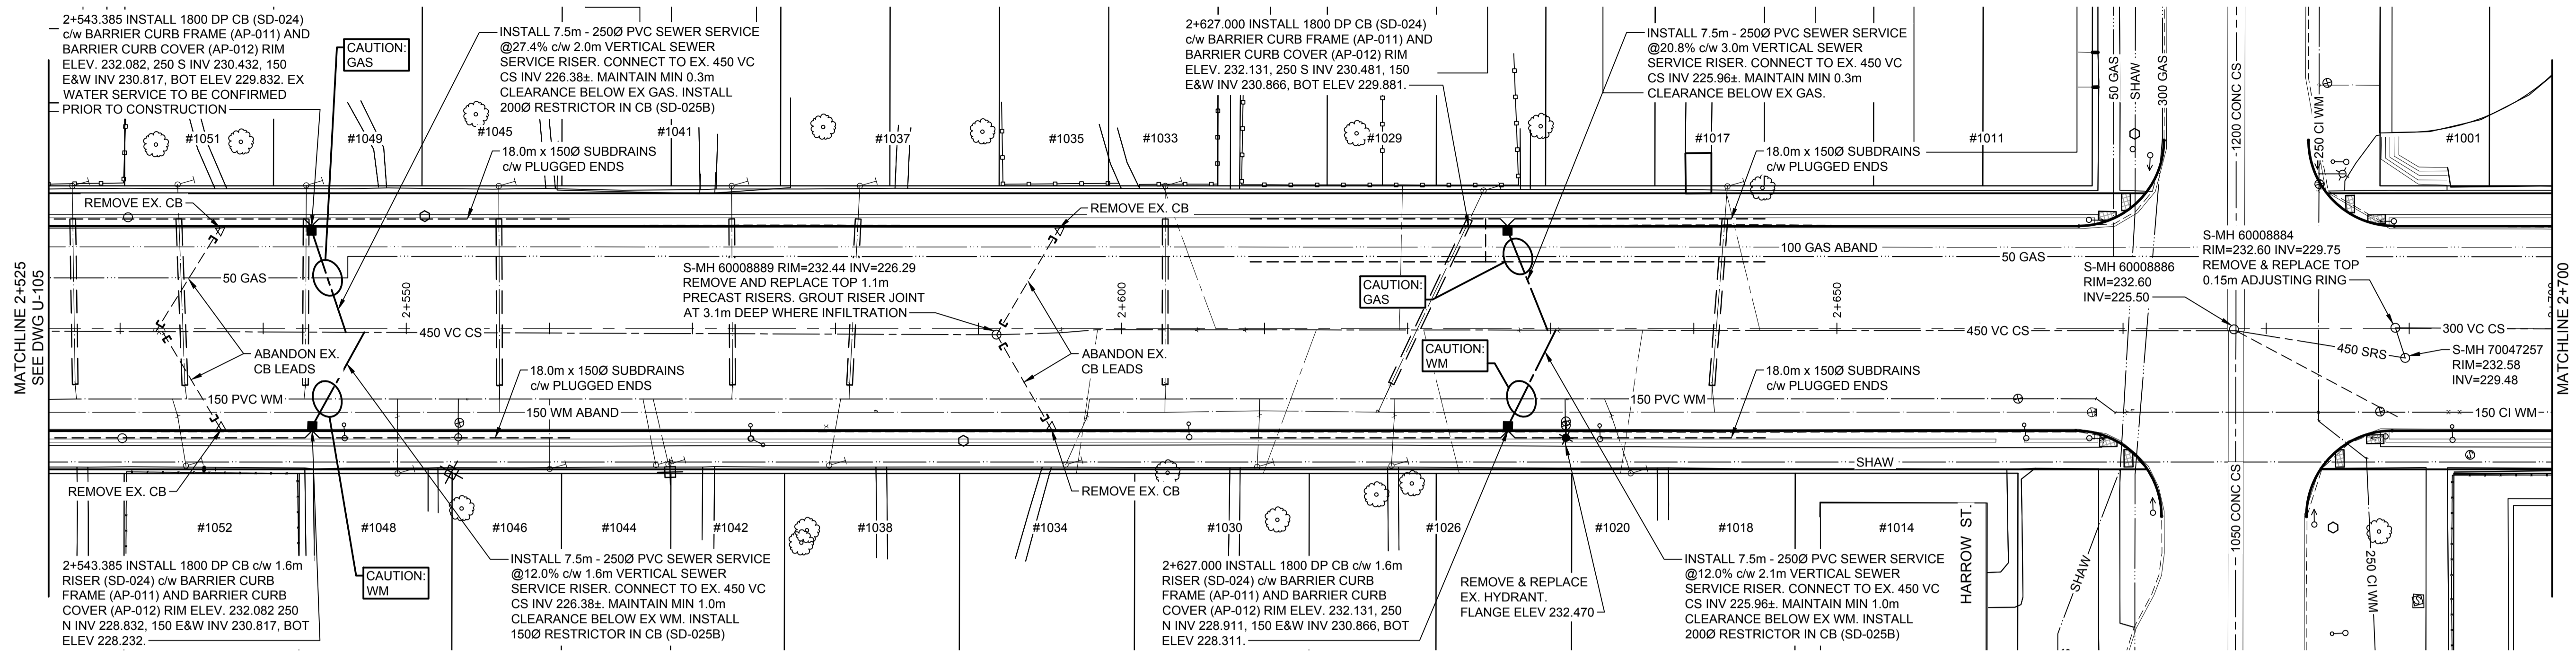 2+543.385 INSTALL 1800 DP CB (SD-024)
c/w BARRIER CURB FRAME (AP-011) AND
BARRIER CURB COVER (AP-012) RIM
ELEV. 232.082, 250 S INV 230.432, 150
E&W INV 230.817, BOT ELEV 229.832. EX
WATER SERVICE TO BE CONFIRMED
PRIOR TO CONSTRUCTION
CAUTION:
GAS
INSTALL 7.5m - 250Ø PVC SEWER SERVICE
@27.4% c/w 2.0m VERTICAL SEWER
SERVICE RISER. CONNECT TO EX. 450 VC
CS INV 226.38±. MAINTAIN MIN 0.3m
CLEARANCE BELOW EX GAS. INSTALL
200Ø RESTRICTOR IN CB (SD-025B)
2+627.000 INSTALL 1800 DP CB (SD-024)
c/w BARRIER CURB FRAME (AP-011) AND
BARRIER CURB COVER (AP-012) RIM
ELEV. 232.131, 250 S INV 230.481, 150
E&W INV 230.866, BOT ELEV 229.881.
INSTALL 7.5m - 250Ø PVC SEWER SERVICE
@20.8% c/w 3.0m VERTICAL SEWER
SERVICE RISER. CONNECT TO EX. 450 VC
CS INV 225.96±. MAINTAIN MIN 0.3m
CLEARANCE BELOW EX GAS.
50 GAS
SHAW
300 GAS
1200 CONC CS
250 CI WM
#1051
#1049
#1045
#1041
#1037
#1035
#1033
#1029
#1017
#1011
#1001
18.0m x 150Ø SUBDRAINS
c/w PLUGGED ENDS
18.0m x 150Ø SUBDRAINS
c/w PLUGGED ENDS
REMOVE EX. CB
REMOVE EX. CB
MATCHLINE 2+525
SEE DWG U-105
50 GAS
100 GAS ABAND
50 GAS
S-MH 60008889 RIM=232.44 INV=226.29
REMOVE AND REPLACE TOP 1.1m
PRECAST RISERS. GROUT RISER JOINT
AT 3.1m DEEP WHERE INFILTRATION
CAUTION:
GAS
S-MH 60008886
RIM=232.60
INV=225.50
S-MH 60008884
RIM=232.60 INV=229.75
REMOVE & REPLACE TOP
0.15m ADJUSTING RING
2+550
2+600
2+650
450 VC CS
450 VC CS
300 VC CS
450 SRS
S-MH 70047257
RIM=232.58
INV=229.48
MATCHLINE 2+700
ABANDON EX.
CB LEADS
ABANDON EX.
CB LEADS
CAUTION:
WM
18.0m x 150Ø SUBDRAINS
c/w PLUGGED ENDS
18.0m x 150Ø SUBDRAINS
c/w PLUGGED ENDS
150 PVC WM
150 WM ABAND
150 PVC WM
150 CI WM
SHAW
REMOVE EX. CB
REMOVE EX. CB
#1052
#1048
#1046
#1044
#1042
#1038
#1034
#1030
#1026
#1020
#1018
#1014
HARROW ST.
SHAW
1050 CONC CS
250 CI WM
2+543.385 INSTALL 1800 DP CB c/w 1.6m
RISER (SD-024) c/w BARRIER CURB
FRAME (AP-011) AND BARRIER CURB
COVER (AP-012) RIM ELEV. 232.082 250
N INV 228.832, 150 E&W INV 230.817, BOT
ELEV 228.232.
CAUTION:
WM
INSTALL 7.5m - 250Ø PVC SEWER SERVICE
@12.0% c/w 1.6m VERTICAL SEWER
SERVICE RISER. CONNECT TO EX. 450 VC
CS INV 226.38±. MAINTAIN MIN 1.0m
CLEARANCE BELOW EX WM. INSTALL
150Ø RESTRICTOR IN CB (SD-025B)
2+627.000 INSTALL 1800 DP CB c/w 1.6m
RISER (SD-024) c/w BARRIER CURB
FRAME (AP-011) AND BARRIER CURB
COVER (AP-012) RIM ELEV. 232.131, 250
N INV 228.911, 150 E&W INV 230.866, BOT
ELEV 228.311.
REMOVE & REPLACE
EX. HYDRANT.
FLANGE ELEV 232.470
INSTALL 7.5m - 250Ø PVC SEWER SERVICE
@12.0% c/w 2.1m VERTICAL SEWER
SERVICE RISER. CONNECT TO EX. 450 VC
CS INV 225.96±. MAINTAIN MIN 1.0m
CLEARANCE BELOW EX WM. INSTALL
200Ø RESTRICTOR IN CB (SD-025B)